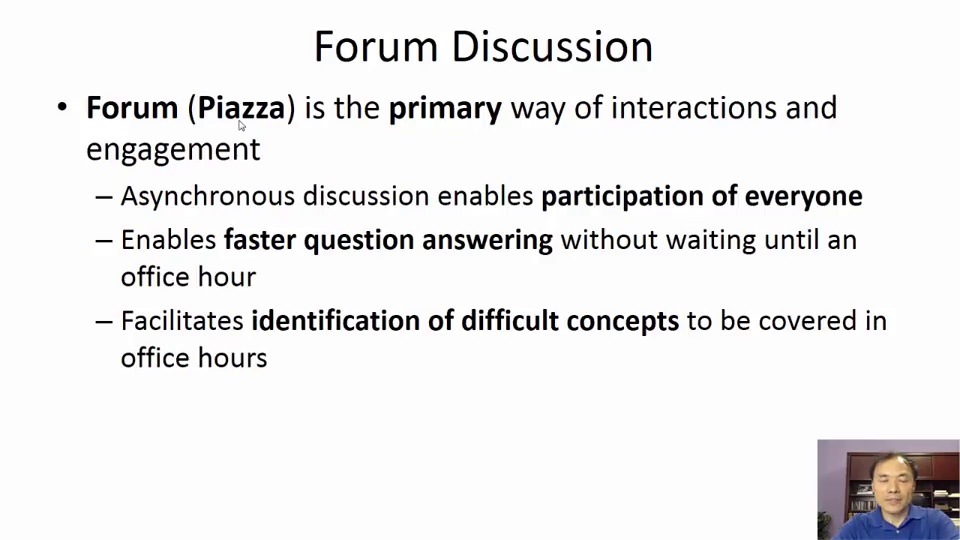 Forum Discussion
• Forum (Piazza) is the primary way of interactions and
engagement
– Asynchronous discussion enables participation of everyone
– Enables faster question answering without waiting until an
office hour
– Facilitates identification of difficult concepts to be covered in
office hours